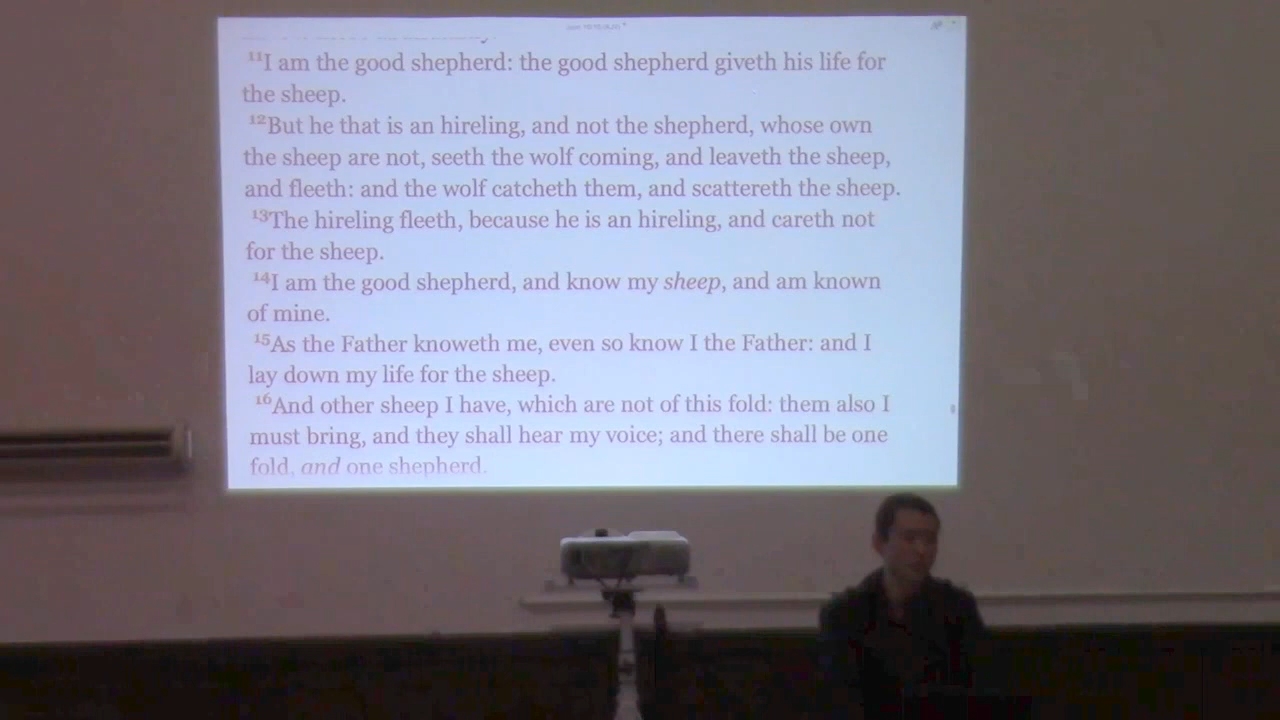 ¹¹I am the good shepherd: the good shepherd giveth his life for
the sheep.
¹²But he that is an hireling, and not the shepherd, whose own
the sheep are not, seeth the wolf coming, and leaveth the sheep,
and fleeth: and the wolf catcheth them, and scattereth the sheep.
¹³The hireling fleeth, because he is an hireling, and careth not
for the sheep.
¹⁴I am the good shepherd, and know my sheep, and am known
of mine.
¹⁵As the Father knoweth me, even so know I the Father: and I
lay down my life for the sheep.
¹⁶And other sheep I have, which are not of this fold: them also I
must bring, and they shall hear my voice; and there shall be one
fold, and one shepherd.